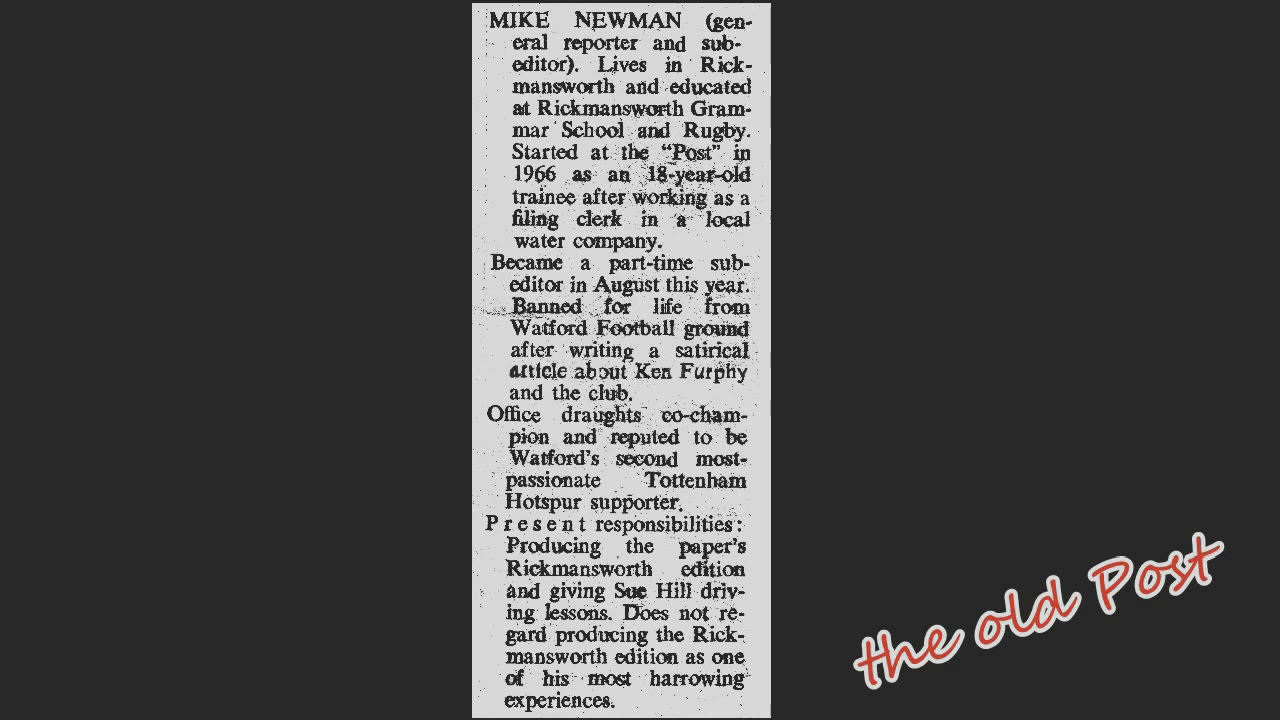 MIKE NEWMAN (gen-
eral reporter and sub-
editor). Lives in Rick-
mansworth and educated
at Rickmansworth Gram-
mar School and Rugby.
Started at the “Post” in
1966 as an 18-year-old
trainee after working as a
filing clerk in a local
water company.
Became a part-time sub-
editor in August this year.
Banned for life from
Watford Football ground
after writing a satirical
article about Ken Furphy
and the club.
Office draughts co-cham-
pion and reputed to be
Watford's second most-
passionate Tottenham
Hotspur supporter.
Present responsibilities:
Producing the paper's
Rickmansworth edition
and giving Sue Hill driv-
ing lessons. Does not re-
gard producing the Rick-
mansworth edition as one
of his most harrowing
experiences.
the old Post